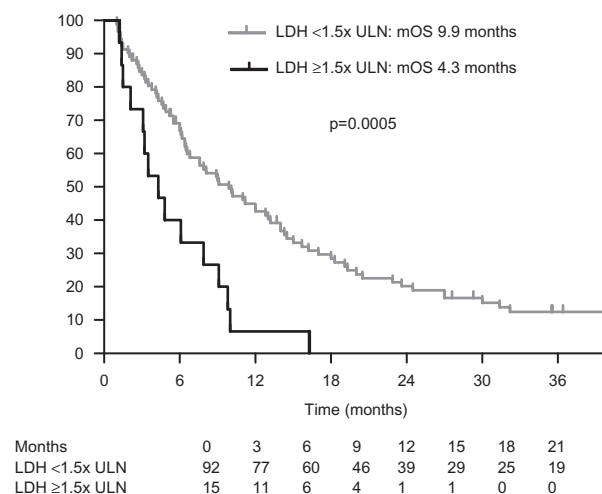 100
LDH <1.5x ULN: mOS 9.9 months
90
LDH ≥1.5x ULN: mOS 4.3 months
80
70
p=0.0005
60
50
40
30
20
10
0
0 6 12 18 24 30 36
Time (months)
Months 0 3 6 9 12 15 18 21
LDH <1.5x ULN 92 77 60 46 39 29 25 19
LDH ≥1.5x ULN 15 11 6 4 1 1 0 0